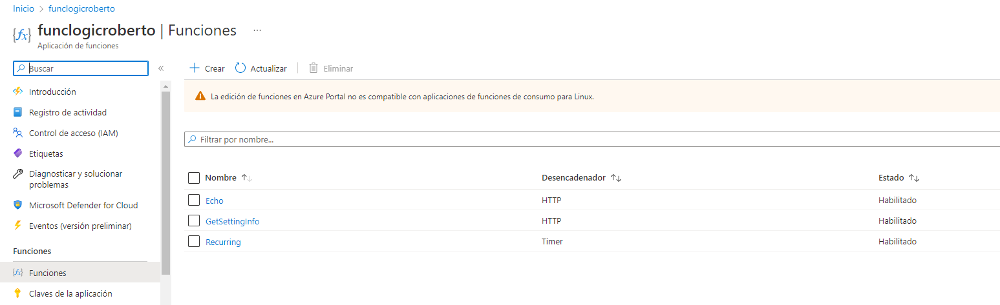 Inicio > funclogicroberto
funclogicroberto | Funciones ...
Aplicación de funciones
Buscar
Introducción
Registro de actividad
Control de acceso (IAM)
Etiquetas
Diagnosticar y solucionar
problemas
Microsoft Defender for Cloud
Eventos (versión preliminar)
Funciones
Funciones
Claves de la aplicación
Crear Actualizar Eliminar
La edición de funciones en Azure Portal no es compatible con aplicaciones de funciones de consumo para Linux.
Filtrar por nombre...
Nombre Desencadenador Estado
Echo HTTP Habilitado
GetSettingInfo HTTP Habilitado
Recurring Timer Habilitado